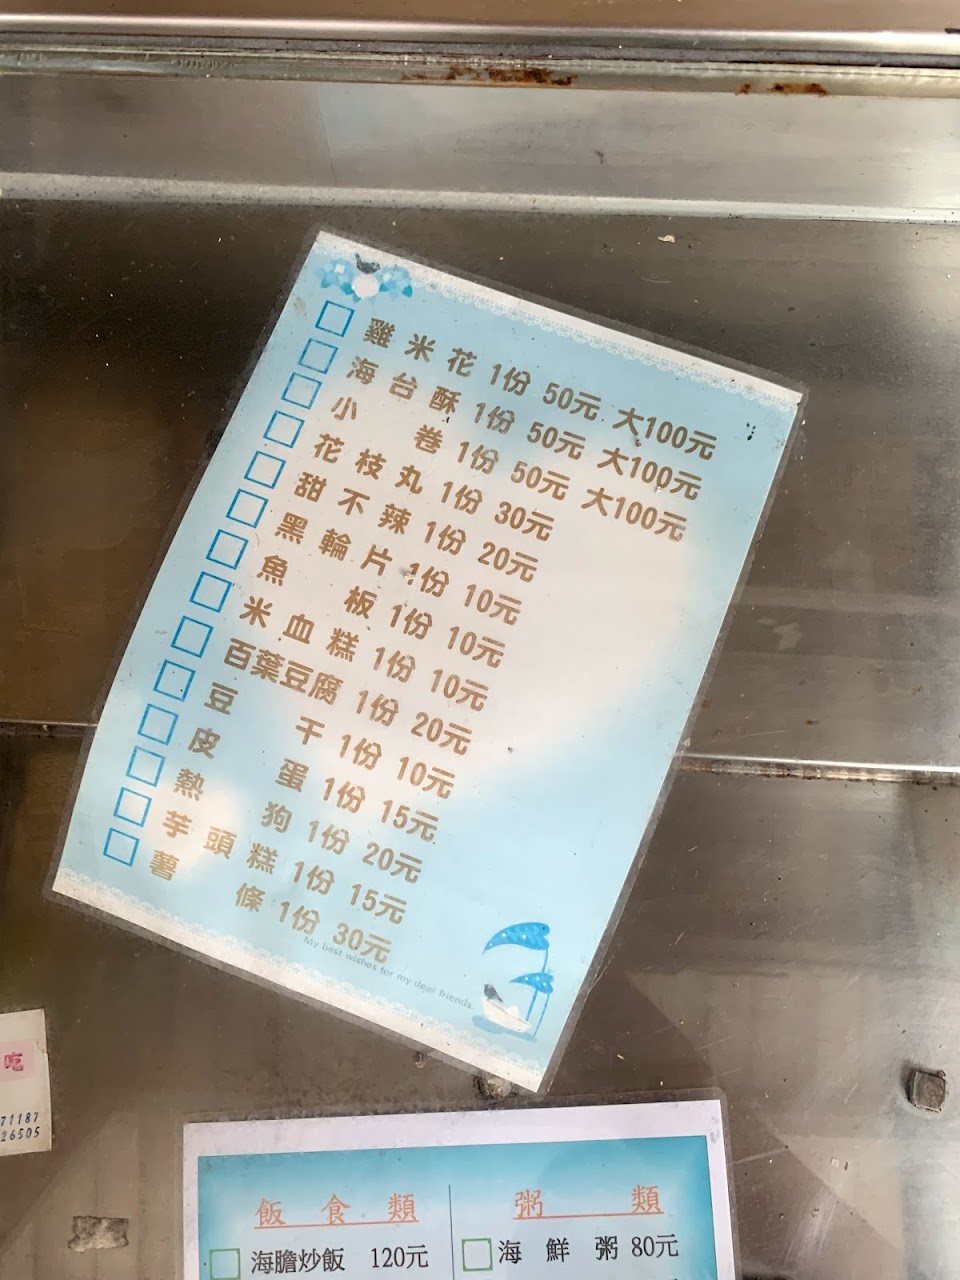 雞米花 1份 50元 大100元
海台酥 1份 50元 大100元
小卷 1份 50元 大100元
花枝丸 1份 30元
甜不辣 1份 20元
黑輪片 1份 10元
魚板 1份 10元
米血糕 1份 10元
百葉豆腐 1份 20元
豆干 1份 10元
皮蛋 1份 15元
熱狗 1份 20元
芋頭糕 1份 15元
薯條 1份 30元
My best wishes for my dear friends.
吃
71187
26505
飯食類
海膽炒飯 120元
粥類
海鮮粥 80元